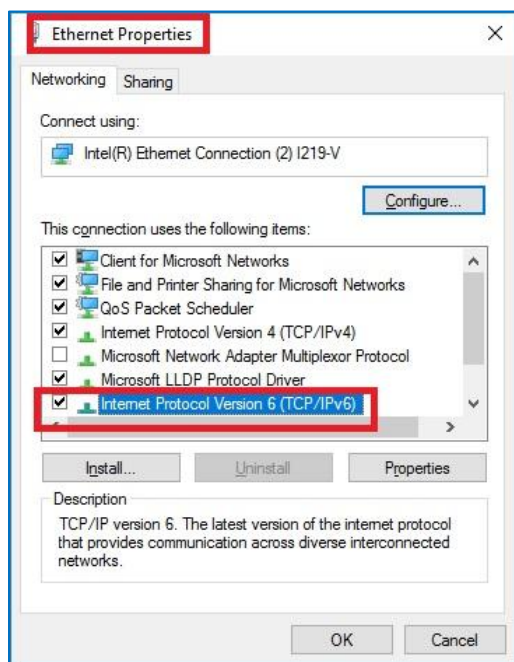 Ethernet Properties
Networking Sharing
Connect using:
Intel(R) Ethernet Connection (2) I219-V
Configure...
This connection uses the following items:
Client for Microsoft Networks
File and Printer Sharing for Microsoft Networks
QoS Packet Scheduler
Internet Protocol Version 4 (TCP/IPv4)
Microsoft Network Adapter Multiplexor Protocol
Microsoft LLDP Protocol Driver
Internet Protocol Version 6 (TCP/IPv6)
Install... Uninstall Properties
Description
TCP/IP version 6. The latest version of the internet protocol
that provides communication across diverse interconnected
networks.
OK Cancel